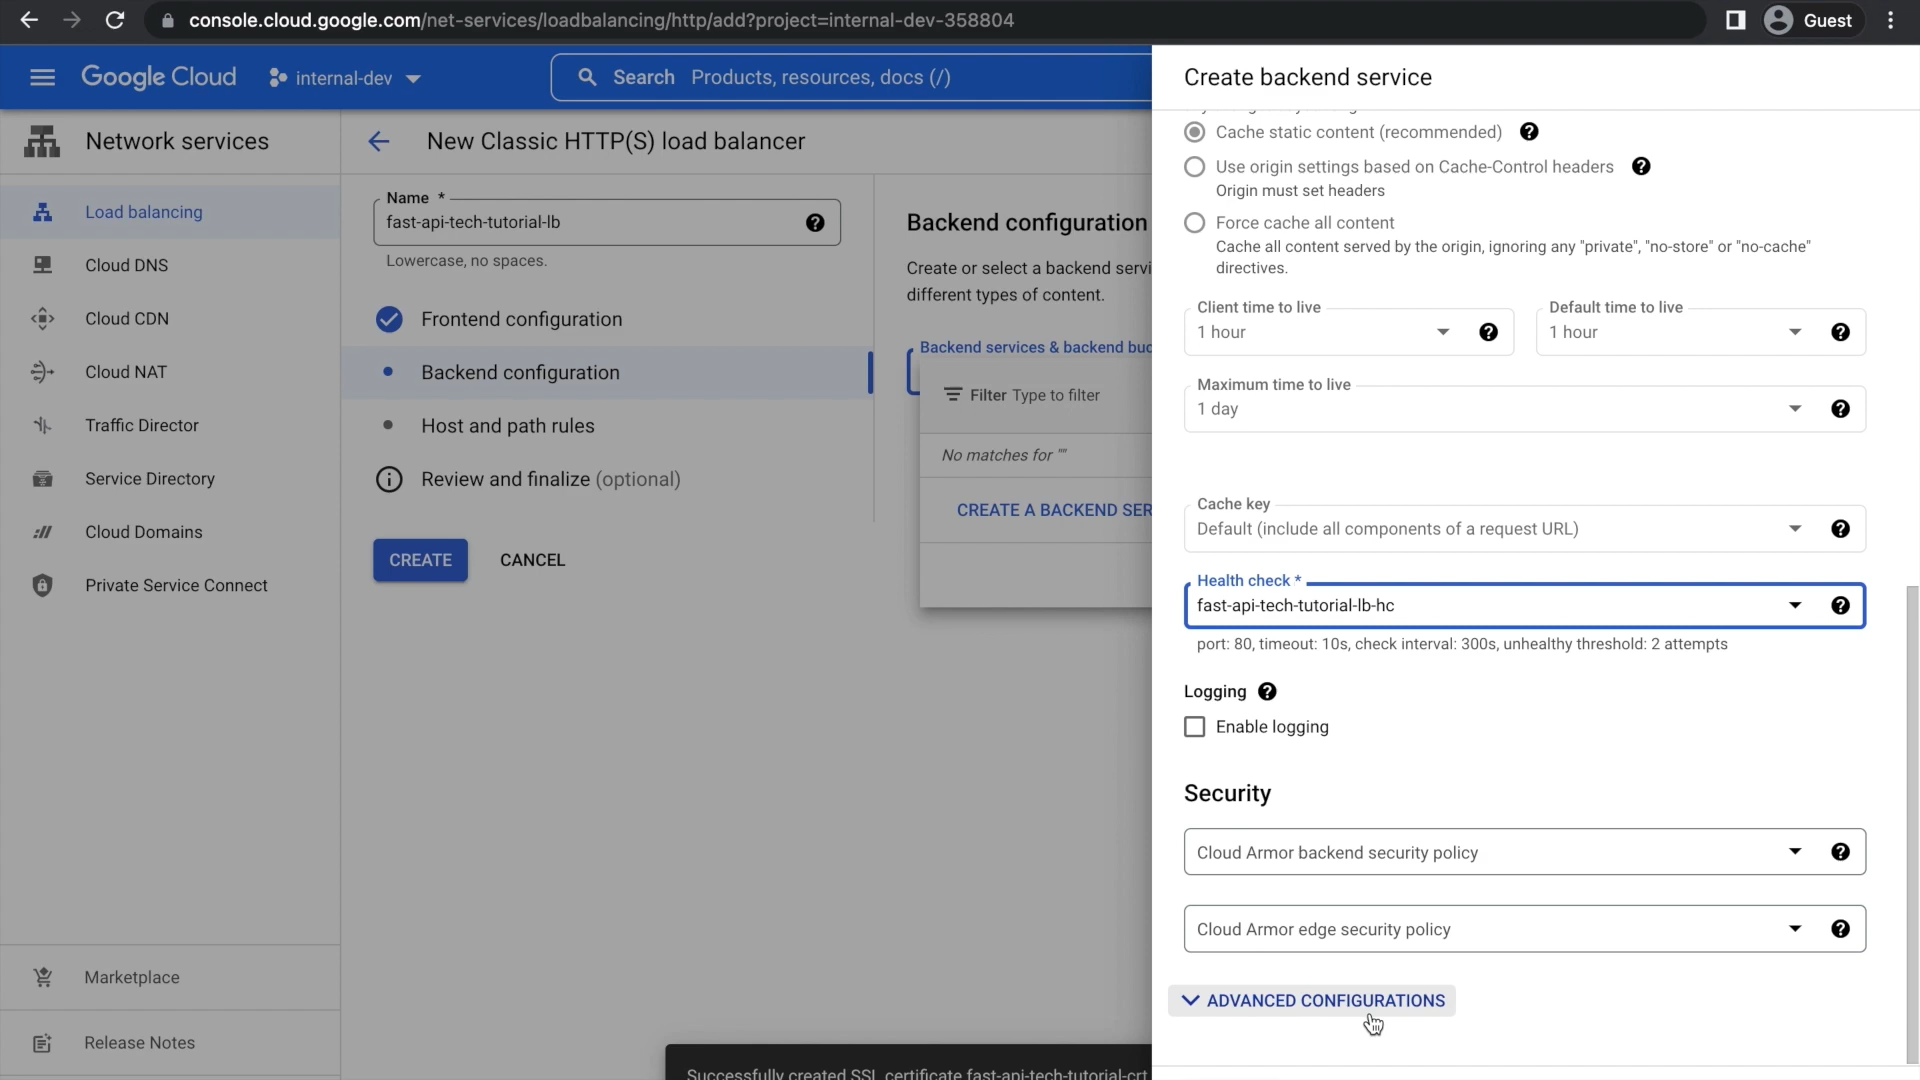 console.cloud.google.com/net-services/loadbalancing/http/add?project=internal-dev-358804
Guest
Google Cloud
internal-dev
Search Products, resources, docs (/)
Create backend service
Network services
New Classic HTTP(S) load balancer
Load balancing
Cloud DNS
Cloud CDN
Cloud NAT
Traffic Director
Service Directory
Cloud Domains
Private Service Connect
Marketplace
Release Notes
Name *
fast-api-tech-tutorial-lb
Lowercase, no spaces.
Frontend configuration
Backend configuration
Host and path rules
Review and finalize (optional)
CREATE CANCEL
Backend configuration
Create or select a backend servi
different types of content.
Backend services & backend buc
Filter Type to filter
No matches for ""
CREATE A BACKEND SER
Successfully created SSL certificate fast-api-tech-tutorial-crt
Cache static content (recommended)
Use origin settings based on Cache-Control headers
Origin must set headers
Force cache all content
Cache all content served by the origin, ignoring any "private", "no-store" or "no-cache"
directives.
Client time to live
1 hour
Default time to live
1 hour
Maximum time to live
1 day
Cache key
Default (include all components of a request URL)
Health check *
fast-api-tech-tutorial-lb-hc
port: 80, timeout: 10s, check interval: 300s, unhealthy threshold: 2 attempts
Logging
Enable logging
Security
Cloud Armor backend security policy
Cloud Armor edge security policy
ADVANCED CONFIGURATIONS